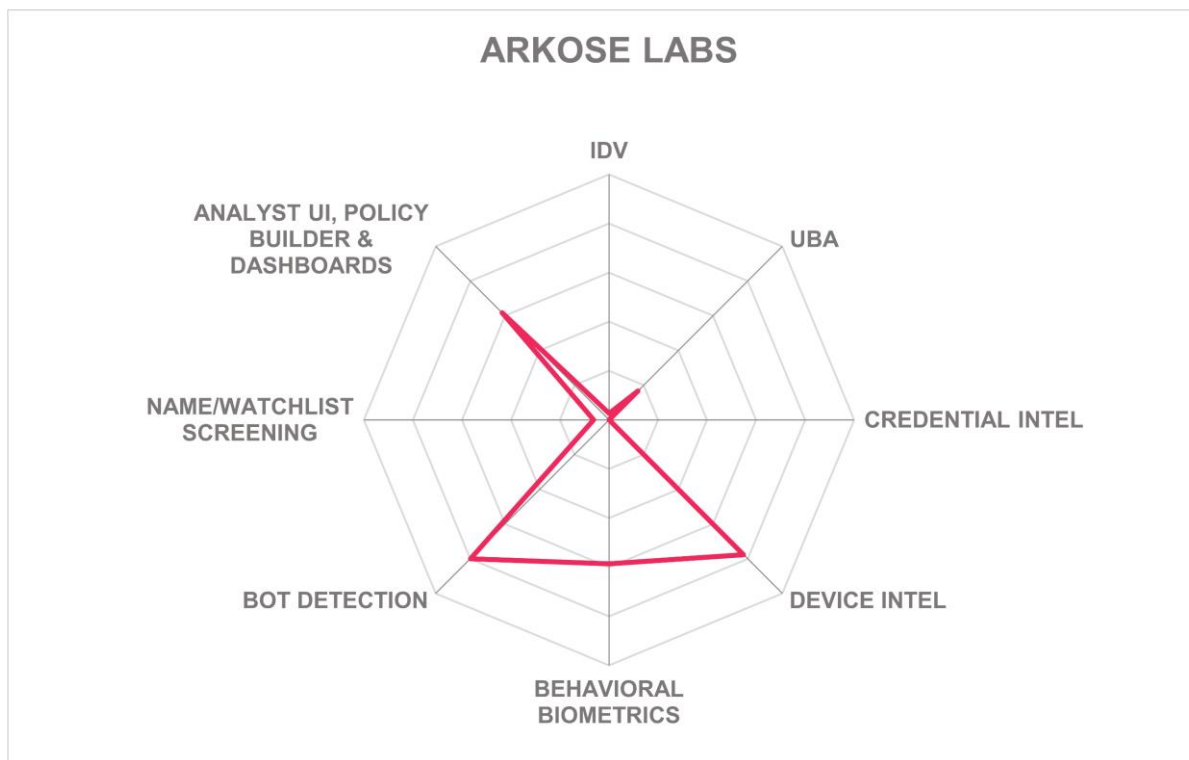 ARKOSE LABS
IDV
ANALYST UI, POLICY
BUILDER &
DASHBOARDS
UBA
NAME/WATCHLIST
SCREENING
CREDENTIAL INTEL
BOT DETECTION
DEVICE INTEL
BEHAVIORAL
BIOMETRICS